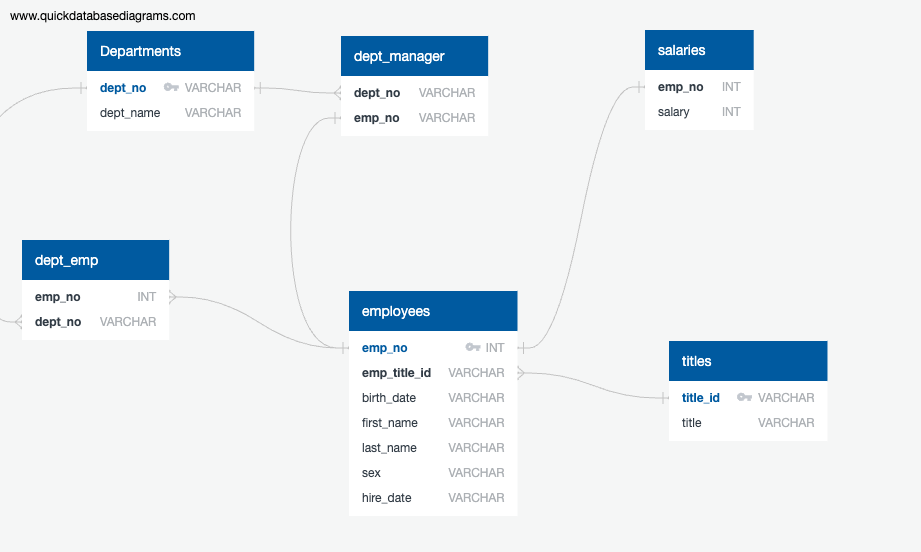 www.quickdatabasediagrams.com
Departments
dept_no VARCHAR
dept_name VARCHAR
dept_manager
dept_no VARCHAR
emp_no VARCHAR
salaries
emp_no INT
salary INT
dept_emp
emp_no INT
dept_no VARCHAR
employees
emp_no INT
emp_title_id VARCHAR
birth_date VARCHAR
first_name VARCHAR
last_name VARCHAR
sex VARCHAR
hire_date VARCHAR
titles
title_id VARCHAR
title VARCHAR